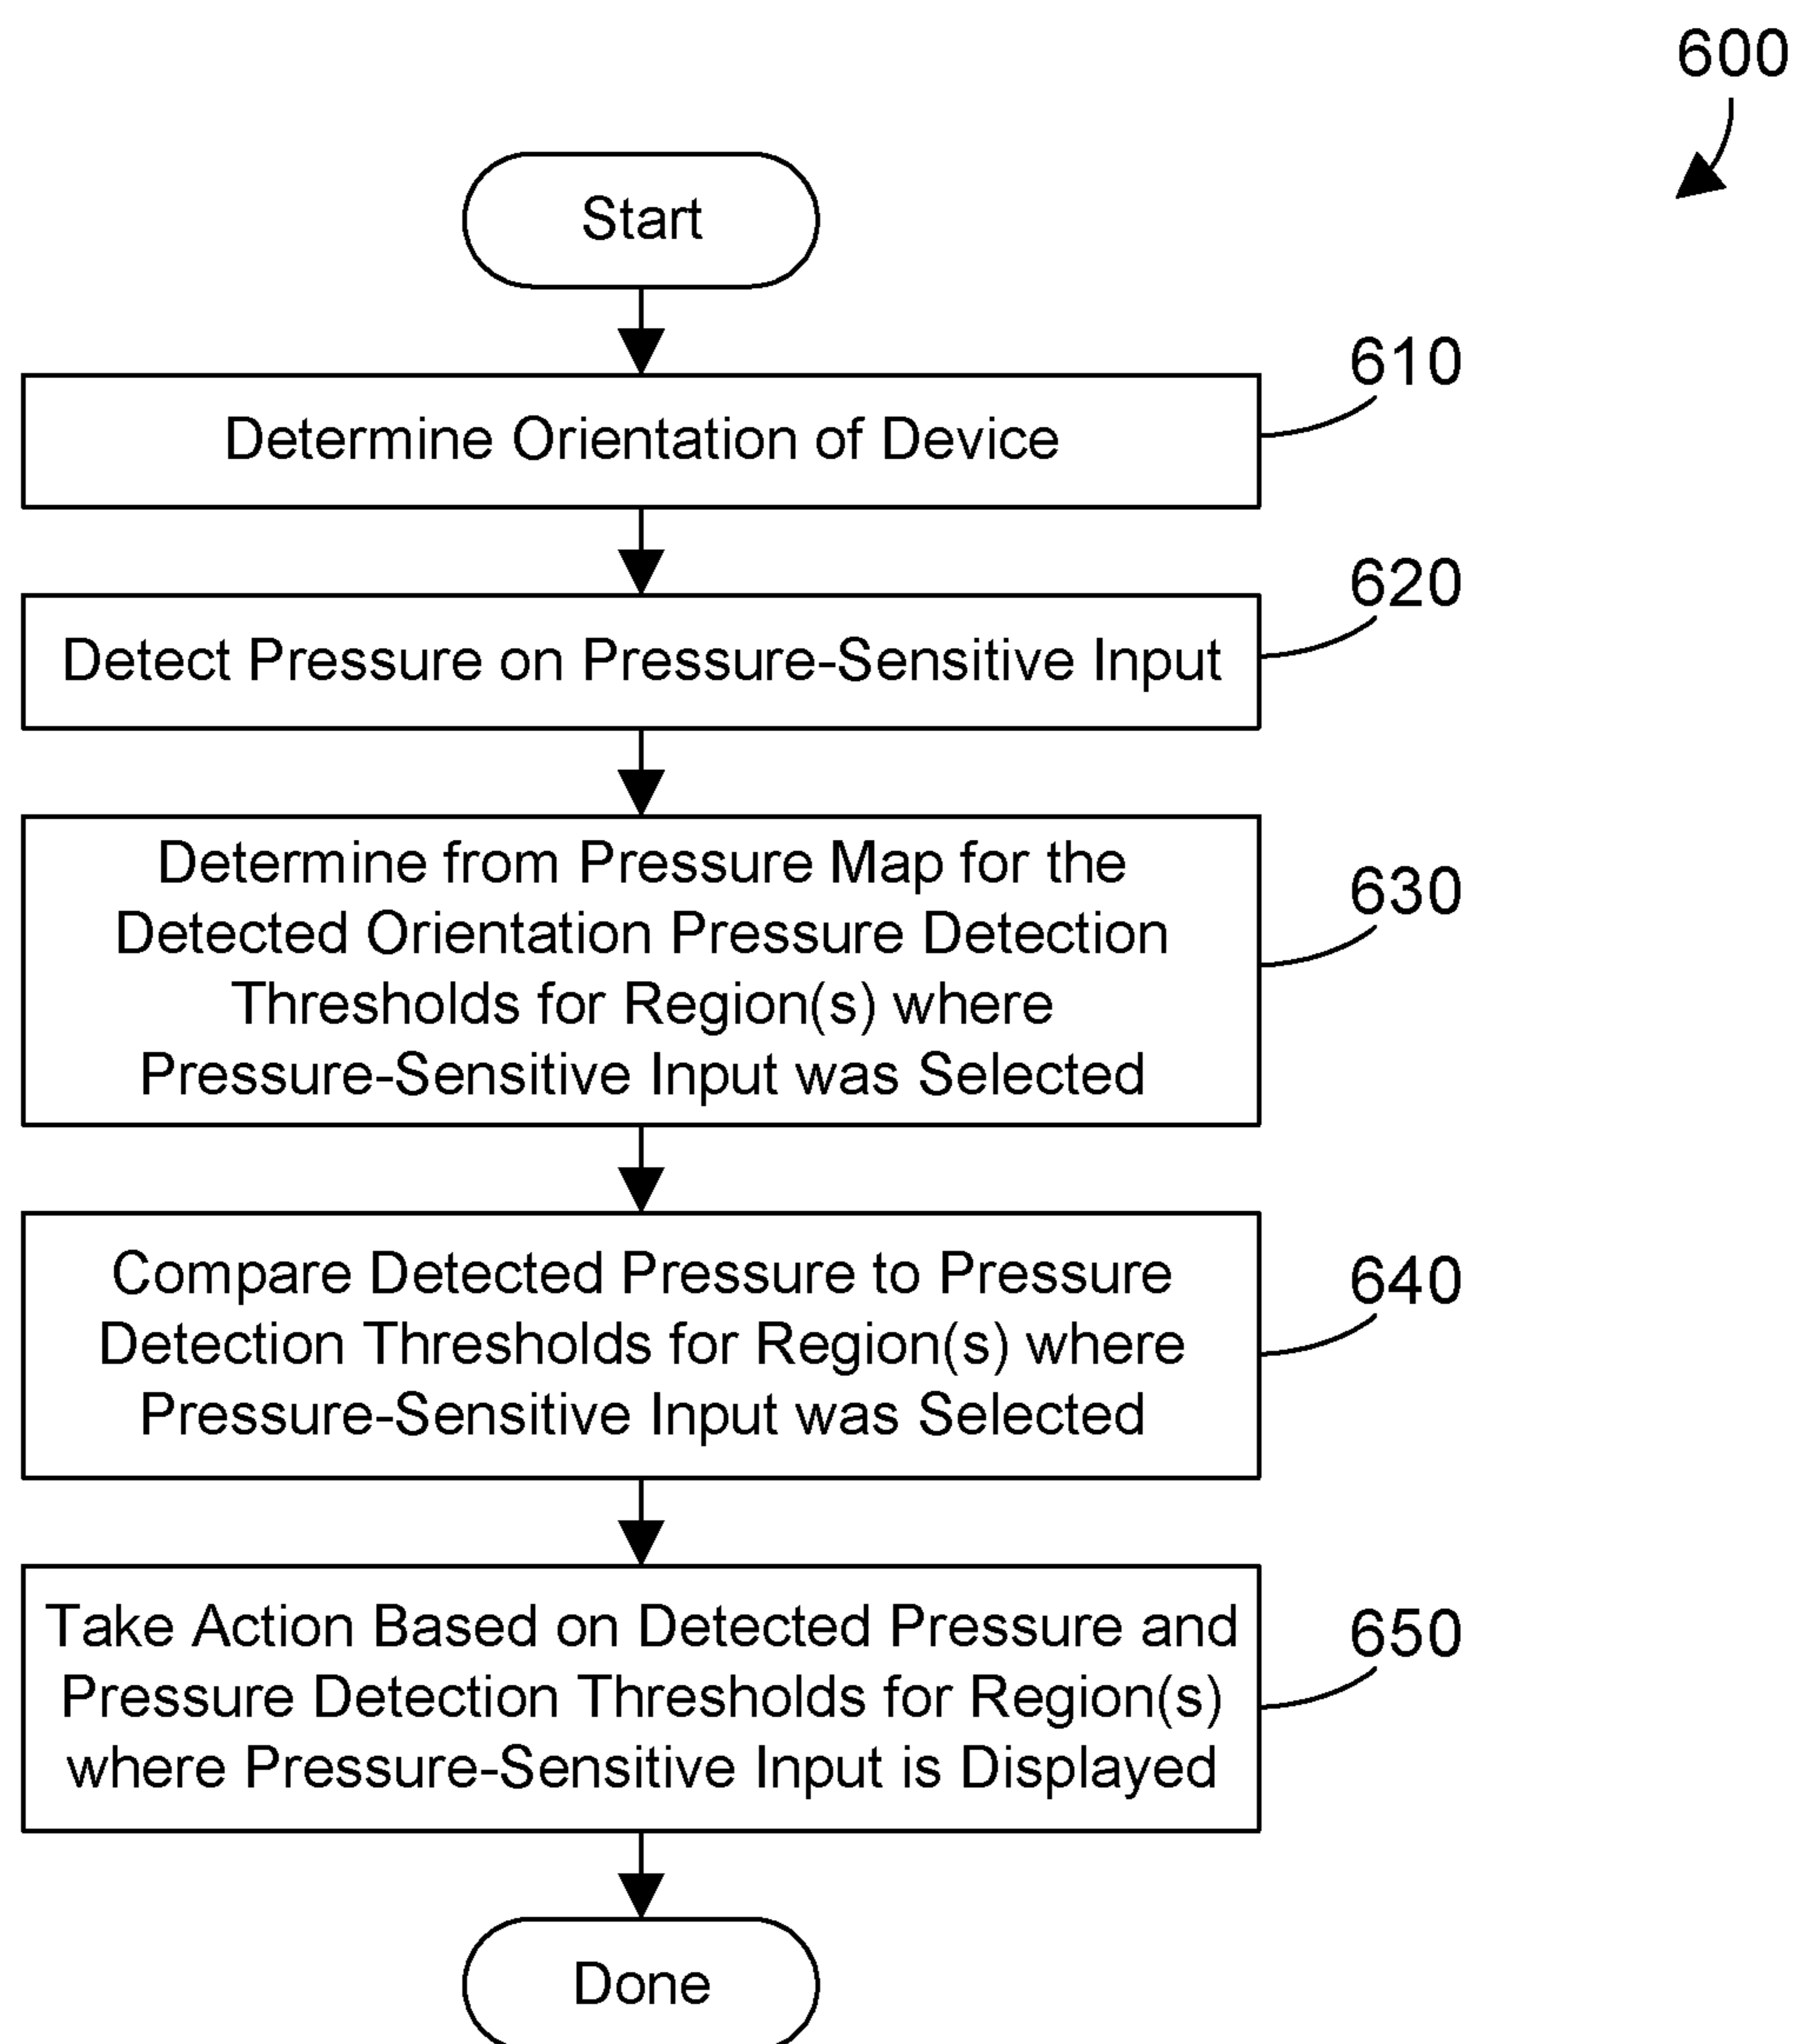 600
Start
610
Determine Orientation of Device
620
Detect Pressure on Pressure-Sensitive Input
630
Determine from Pressure Map for the
Detected Orientation Pressure Detection
Thresholds for Region(s) where
Pressure-Sensitive Input was Selected
640
Compare Detected Pressure to Pressure
Detection Thresholds for Region(s) where
Pressure-Sensitive Input was Selected
650
Take Action Based on Detected Pressure and
Pressure Detection Thresholds for Region(s)
where Pressure-Sensitive Input is Displayed
Done